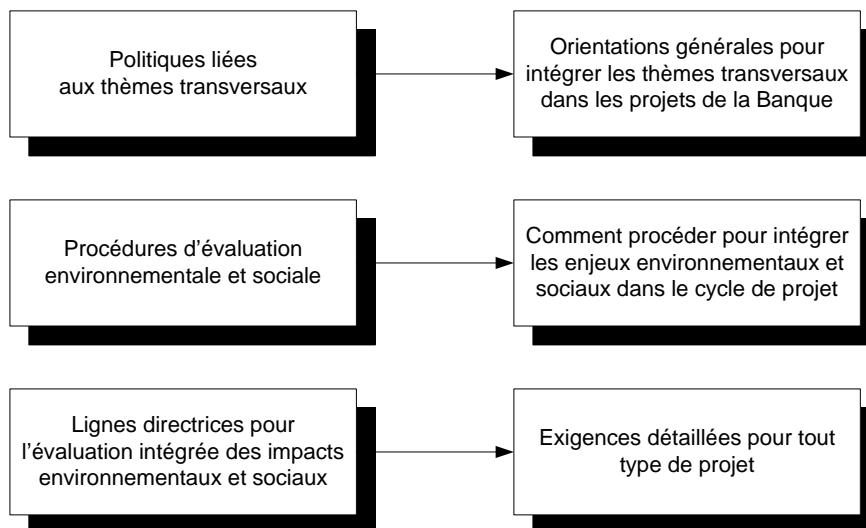 Politiques liées
aux thèmes transversaux
Orientations générales pour
intégrer les thèmes transversaux
dans les projets de la Banque
Procédures d'évaluation
environnementale et sociale
Comment procéder pour intégrer
les enjeux environnementaux et
sociaux dans le cycle de projet
Lignes directrices pour
l'évaluation intégrée des impacts
environnementaux et sociaux
Exigences détaillées pour tout
type de projet